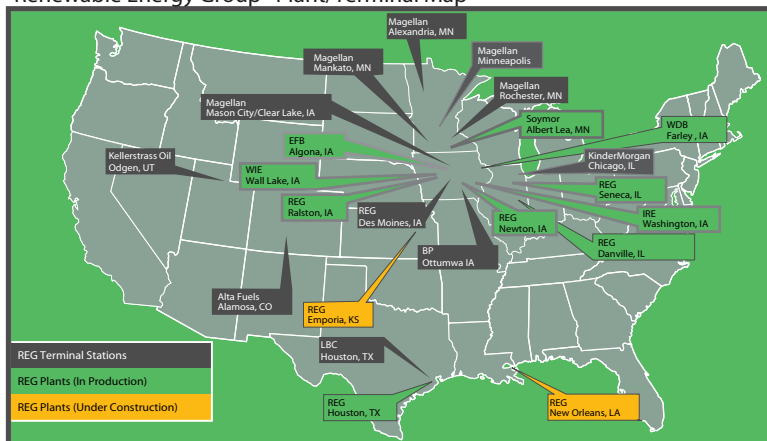 Renewable Energy Group® Plant/Terminal Map
Magellan
Alexandria, MN
Magellan
Minneapolis
Magellan
Mankato, MN
Magellan
Rochester, MN
Magellan
Mason City/Clear Lake, IA
Soymor
Albert Lea, MN
WDB
Farley , IA
EFB
Algona, IA
Kellerstrass Oil
Odgen, UT
KinderMorgan
Chicago, IL
WIE
Wall Lake, IA
REG
Seneca, IL
REG
Ralston, IA
REG
Des Moines, IA
REG
Newton, IA
IRE
Washington, IA
BP
Ottumwa IA
REG
Danville, IL
Alta Fuels
Alamosa, CO
REG
Emporia, KS
LBC
Houston, TX
REG
Houston, TX
REG
New Orleans, LA
REG Terminal Stations
REG Plants (In Production)
REG Plants (Under Construction)